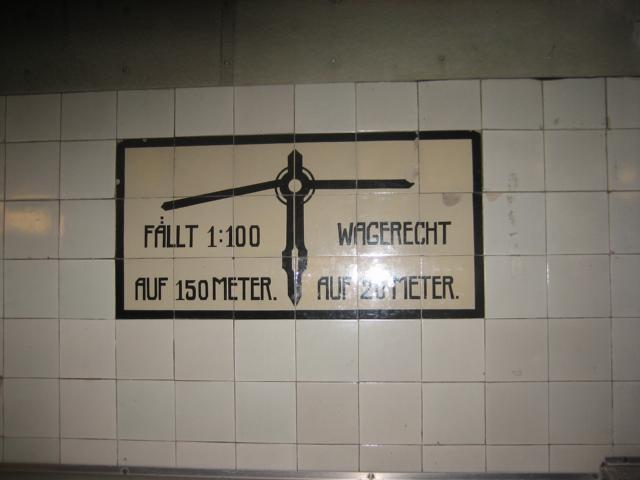 FÄLLT 1:100
AUF 150 METER.
WAGERECHT
AUF METER.